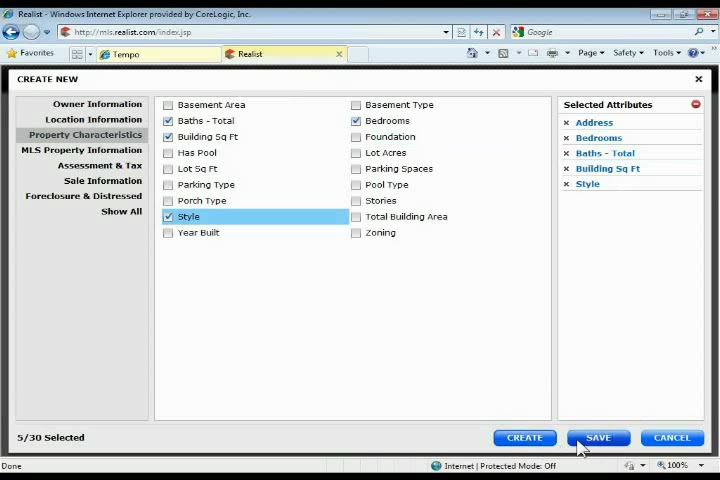 Realist - Windows Internet Explorer provided by CoreLogic, Inc.
http://mls.realist.com/index.jsp
Google
Favorites
Tempo
Realist
Page
Safety
Tools
CREATE NEW
Owner Information
Location Information
Property Characteristics
MLS Property Information
Assessment & Tax
Sale Information
Foreclosure & Distressed
Show All
Basement Area
Basement Type
Baths - Total
Bedrooms
Building Sq Ft
Foundation
Has Pool
Lot Acres
Lot Sq Ft
Parking Spaces
Parking Type
Pool Type
Porch Type
Stories
Style
Total Building Area
Year Built
Zoning
Selected Attributes
Address
Bedrooms
Baths - Total
Building Sq Ft
Style
5/30 Selected
CREATE
SAVE
CANCEL
Done
Internet | Protected Mode: Off
100%